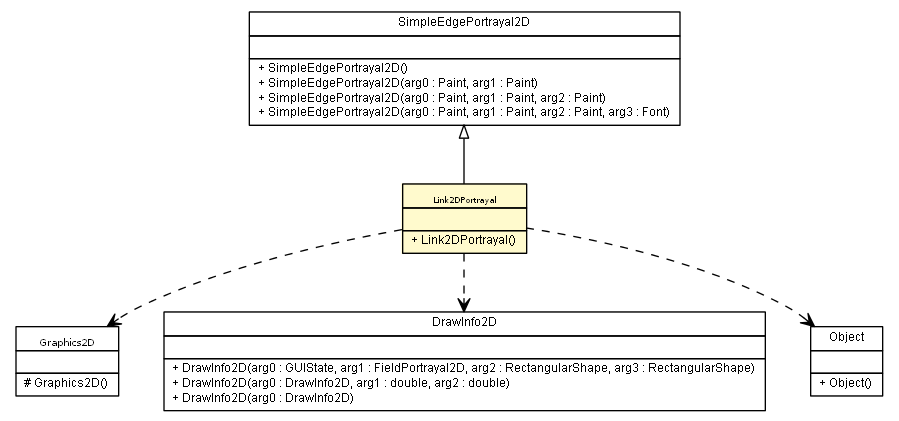 SimpleEdgePortrayal2D
+ SimpleEdgePortrayal2D()
+ SimpleEdgePortrayal2D(arg0 : Paint, arg1 : Paint)
+ SimpleEdgePortrayal2D(arg0 : Paint, arg1 : Paint, arg2 : Paint)
+ SimpleEdgePortrayal2D(arg0 : Paint, arg1 : Paint, arg2 : Paint, arg3 : Font)
Link2DPortrayal
+ Link2DPortrayal()
Graphics2D
# Graphics2D()
DrawInfo2D
+ DrawInfo2D(arg0 : GUIState, arg1 : FieldPortrayal2D, arg2 : RectangularShape, arg3 : RectangularShape)
+ DrawInfo2D(arg0 : DrawInfo2D, arg1 : double, arg2 : double)
+ DrawInfo2D(arg0 : DrawInfo2D)
Object
+ Object()